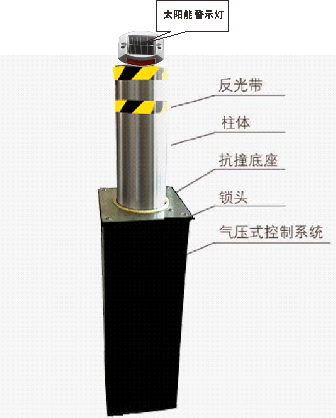 太阳能警示灯
反光带
柱体
抗撞底座
锁头
气压式控制系统